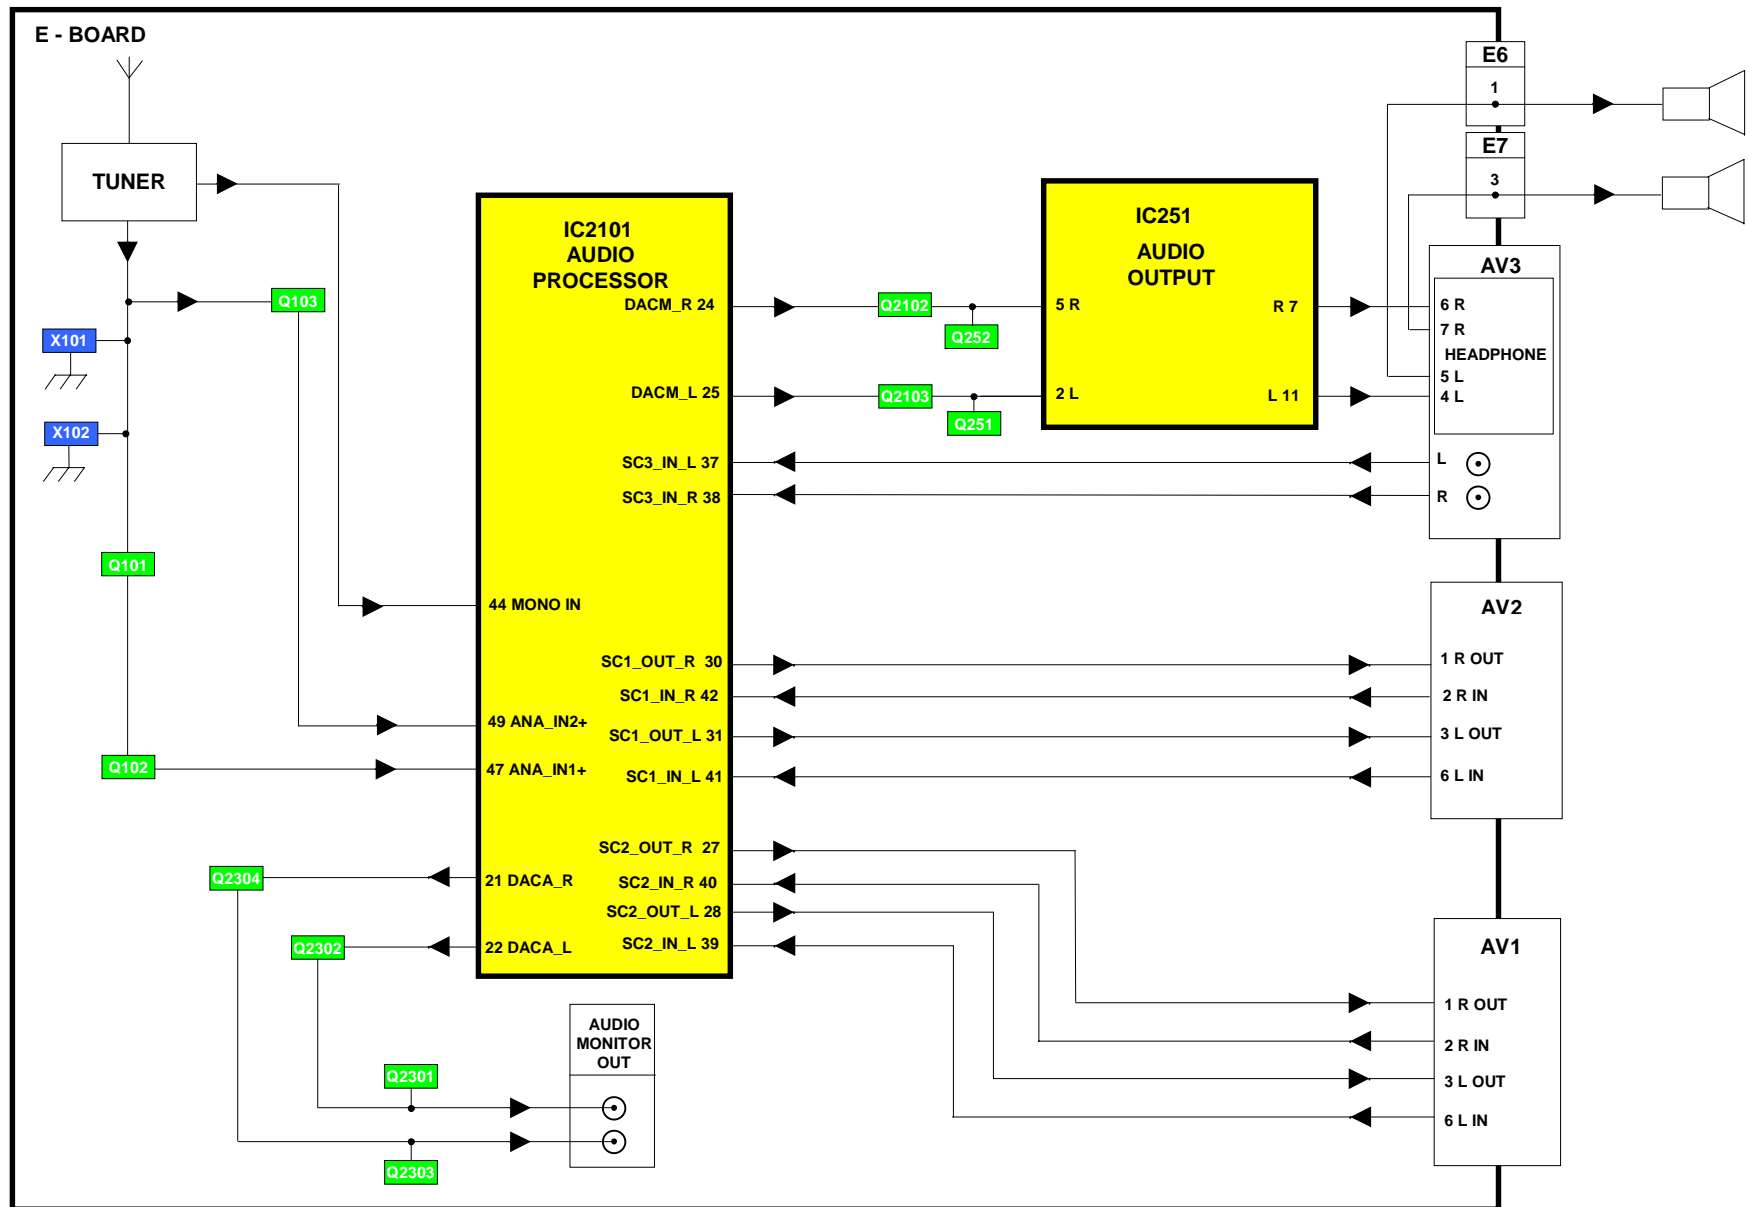 E - BOARD
TUNER
Q103
X101
X102
Q101
Q102
Q2304
Q2302
Q2301
Q2303
AUDIO
MONITOR
OUT
IC2101
AUDIO
PROCESSOR
DACM_R 24
DACM_L 25
SC3_IN_L 37
SC3_IN_R 38
44 MONO IN
SC1_OUT_R 30
SC1_IN_R 42
49 ANA_IN2+
SC1_OUT_L 31
47 ANA_IN1+
SC1_IN_L 41
SC2_OUT_R 27
21 DACA_R
SC2_IN_R 40
SC2_OUT_L 28
22 DACA_L
SC2_IN_L 39
Q2102
Q252
Q2103
Q251
IC251
AUDIO
OUTPUT
5 R
R 7
2 L
L 11
E6
1
E7
3
AV3
6 R
7 R
HEADPHONE
5 L
4 L
L
R
AV2
1 R OUT
2 R IN
3 L OUT
6 L IN
AV1
1 R OUT
2 R IN
3 L OUT
6 L IN